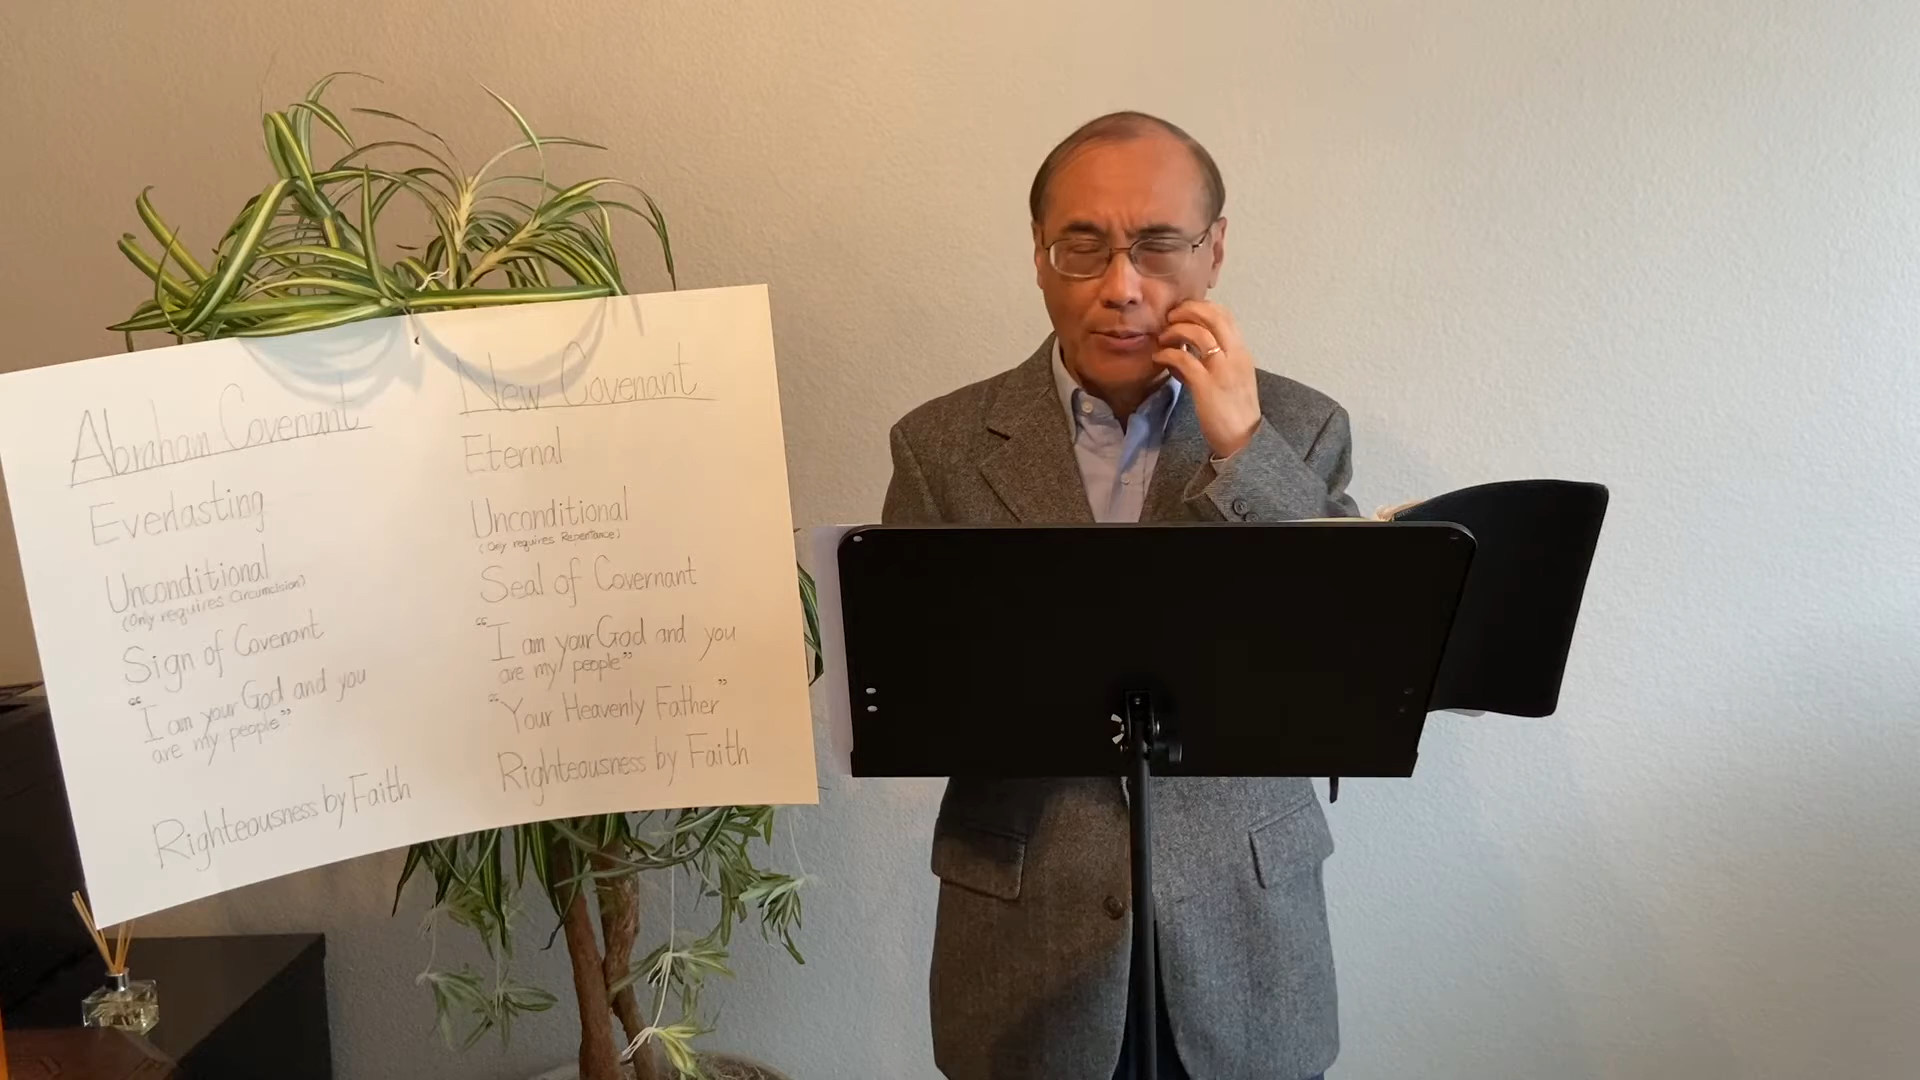 Abraham Covenant
Everlasting
Unconditional
(Only requires Circumcision)
Sign of Covenant
"I am your God and you
are my people"
Righteousness by Faith
New Covenant
Eternal
Unconditional
(Only requires Repentance)
Seal of Covernant
"I am your God and you
are my people"
"Your Heavenly Father"
Righteousness by Faith